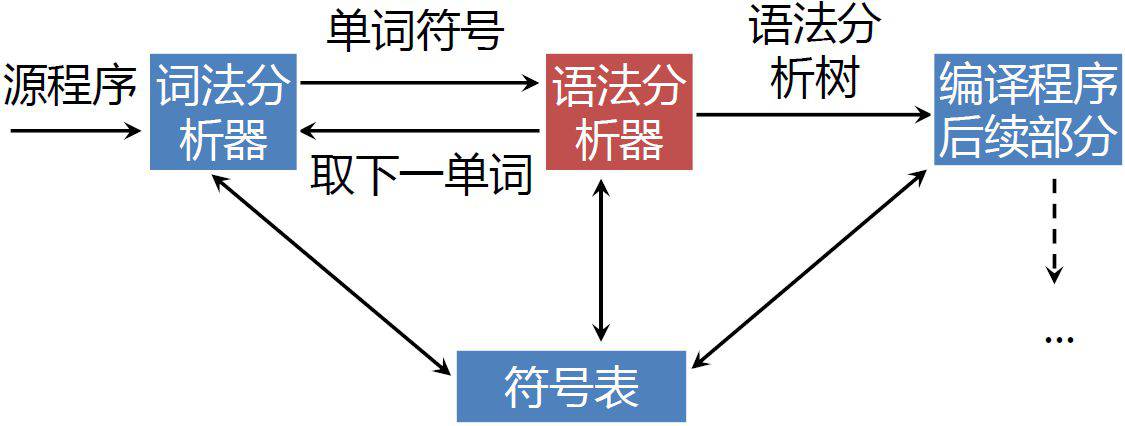 源程序
词法分
析器
单词符号
取下一单词
语法分
析器
语法分
析树
编译程序
后续部分
...
符号表